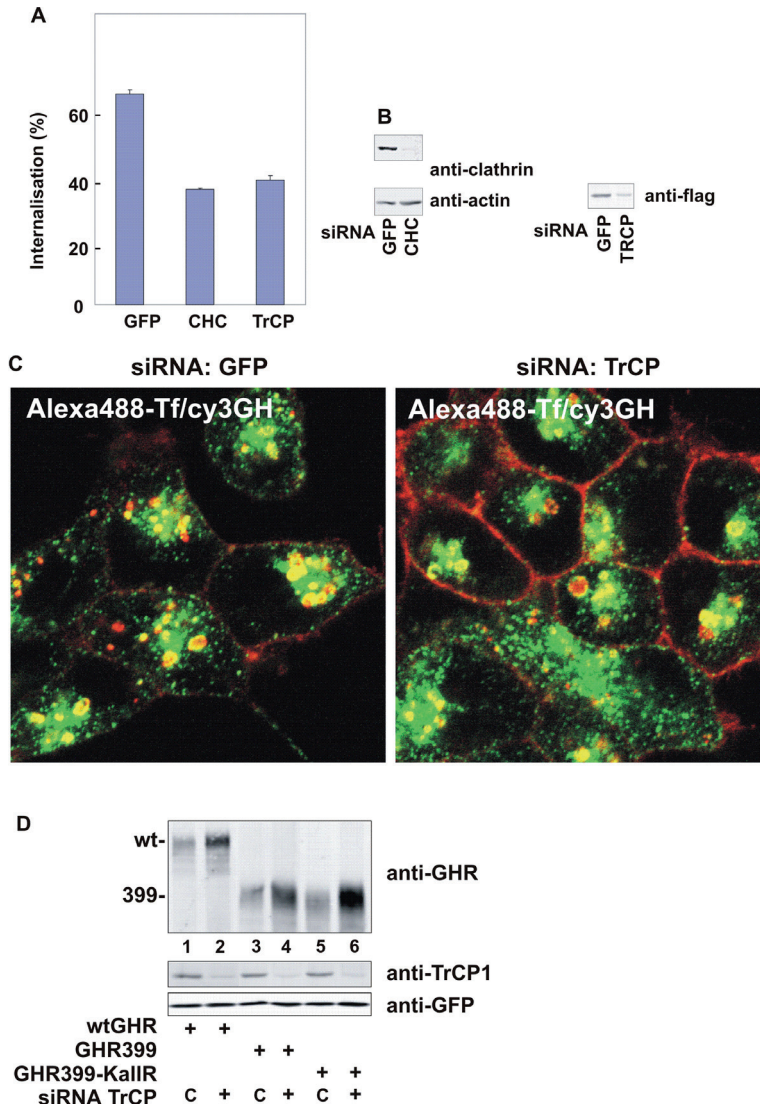 A
Internalisation (%)
60
40
20
0
GFP CHC TrCP
B
anti-clathrin
anti-actin
siRNA GFP CHC
anti-flag
siRNA GFP TRCP
C
siRNA: GFP
siRNA: TrCP
Alexa488-Tf/cy3GH
Alexa488-Tf/cy3GH
D
wt-
399-
anti-GHR
1 2 3 4 5 6
anti-TrCP1
anti-GFP
wtGHR + +
GHR399 + +
GHR399-KallR + +
siRNA TrCP C + C + C +